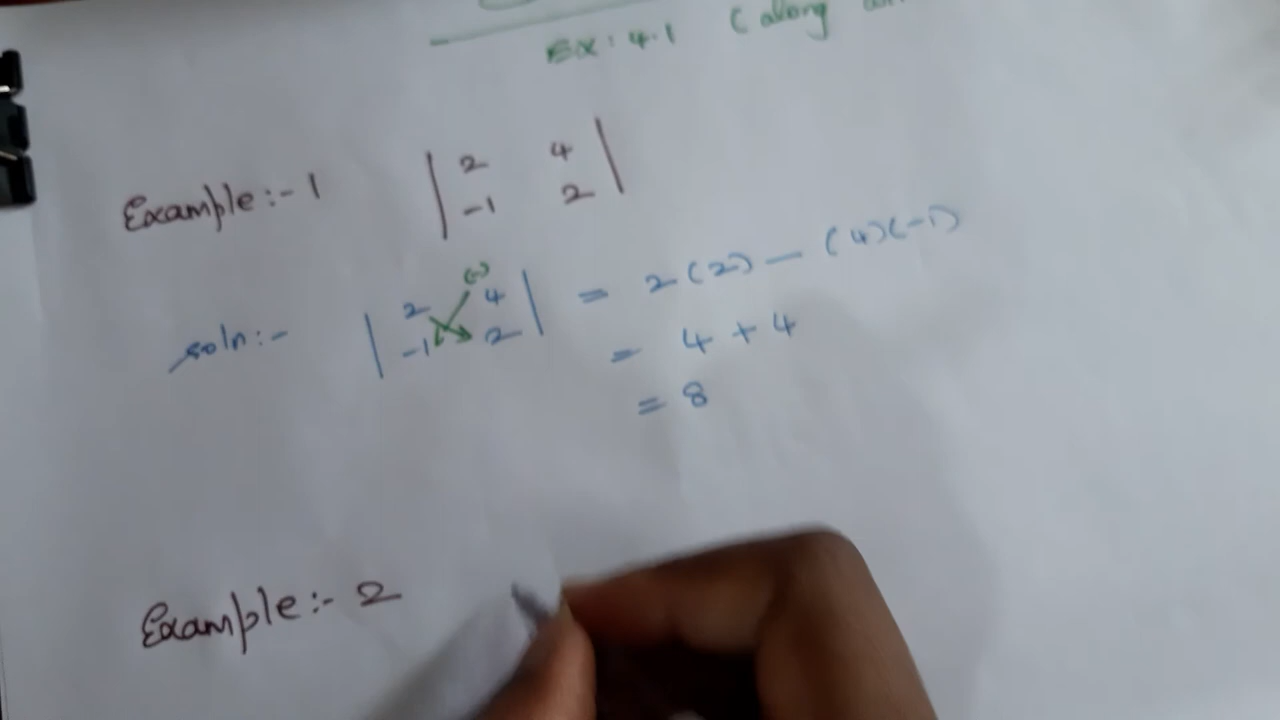 Ex: 4.1 (along
Example:- 1 | 2 4 |
| -1 2 |
soln:- | 2 (-) 4 | = 2(2) - (4)(-1)
| -1 2 | = 4 + 4
= 8
Example:- 2